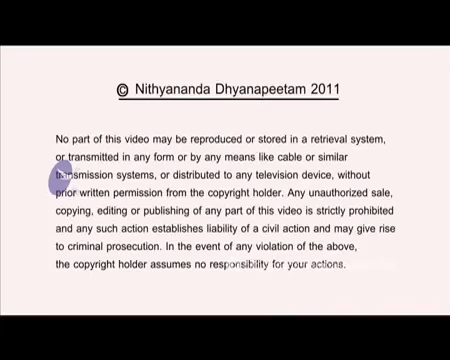 © Nithyananda Dhyanapeetam 2011
No part of this video may be reproduced or stored in a retrieval system,
or transmitted in any form or by any means like cable or similar
transmission systems, or distributed to any television device, without
prior written permission from the copyright holder. Any unauthorized sale,
copying, editing or publishing of any part of this video is strictly prohibited
and any such action establishes liability of a civil action and may give rise
to criminal prosecution. In the event of any violation of the above,
the copyright holder assumes no responsibility for your actions.